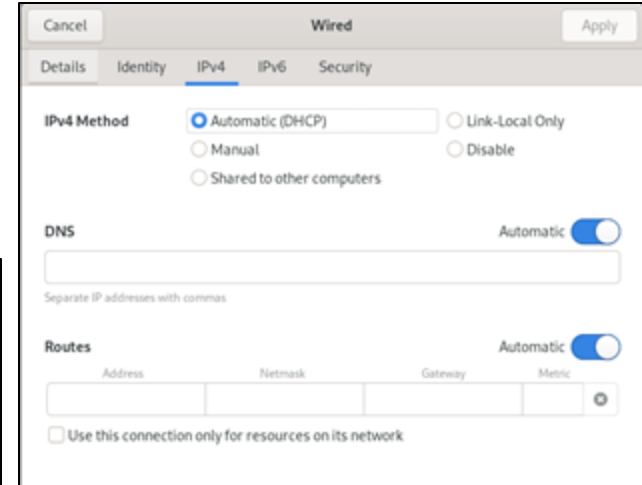 Cancel Wired Apply
Details Identity IPv4 IPv6 Security
IPv4 Method Automatic (DHCP) Link-Local Only
Manual Disable
Shared to other computers
DNS Automatic
Separate IP addresses with commas
Routes Automatic
Address Netmask Gateway Metric
Use this connection only for resources on its network